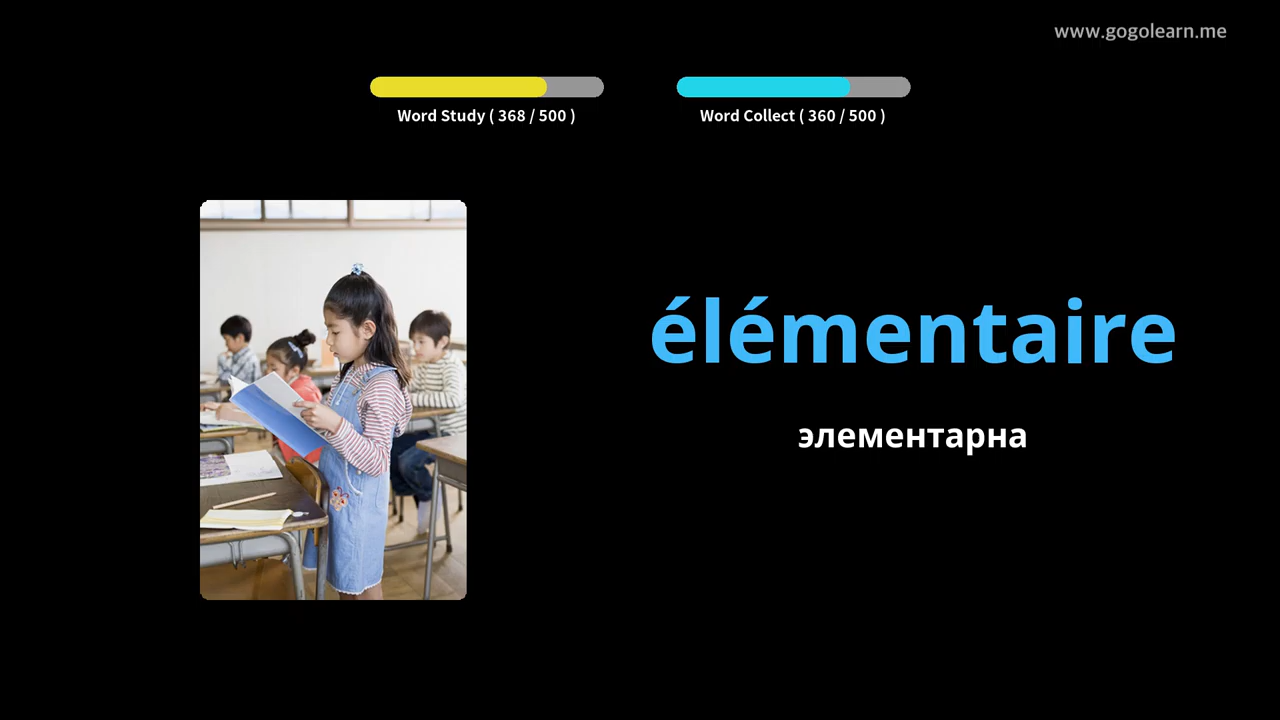 www.gogolearn.me
Word Study ( 368 / 500 )
Word Collect ( 360 / 500 )
élémentaire
элементарна